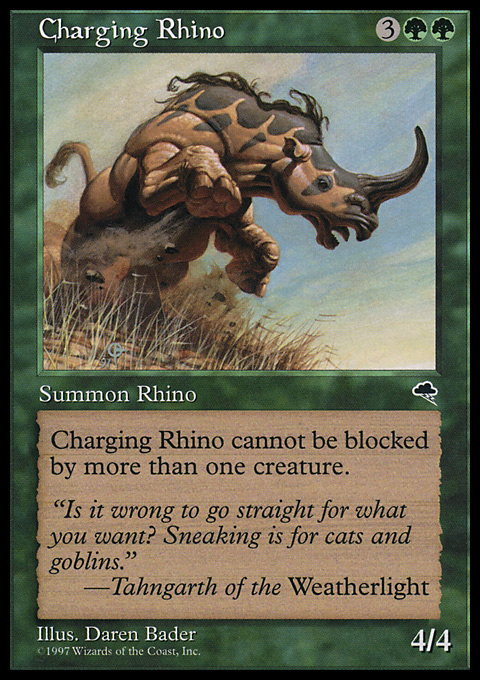 Charging Rhino 3
Summon Rhino
Charging Rhino cannot be blocked
by more than one creature.
“Is it wrong to go straight for what
you want? Sneaking is for cats and
goblins.”
—Tahngarth of the Weatherlight
Illus. Daren Bader
©1997 Wizards of the Coast, Inc.
4/4